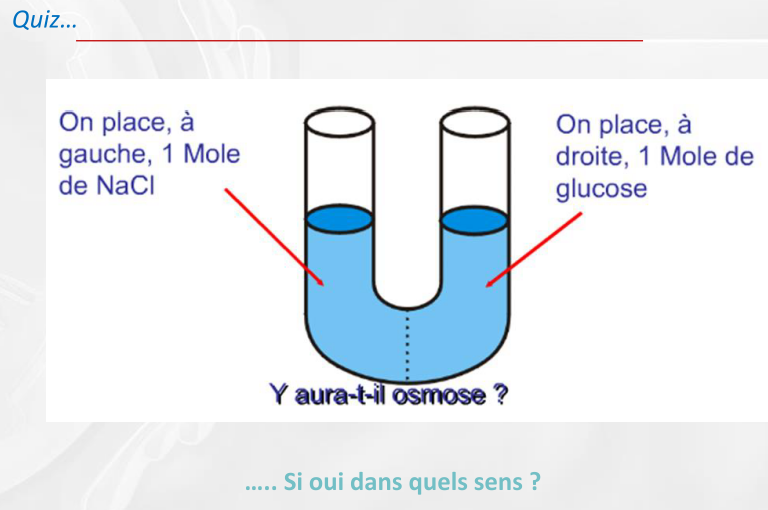 Quiz...
On place, à
gauche, 1 Mole
de NaCl
On place, à
droite, 1 Mole de
glucose
Y aura-t-il osmose ?
..... Si oui dans quels sens ?